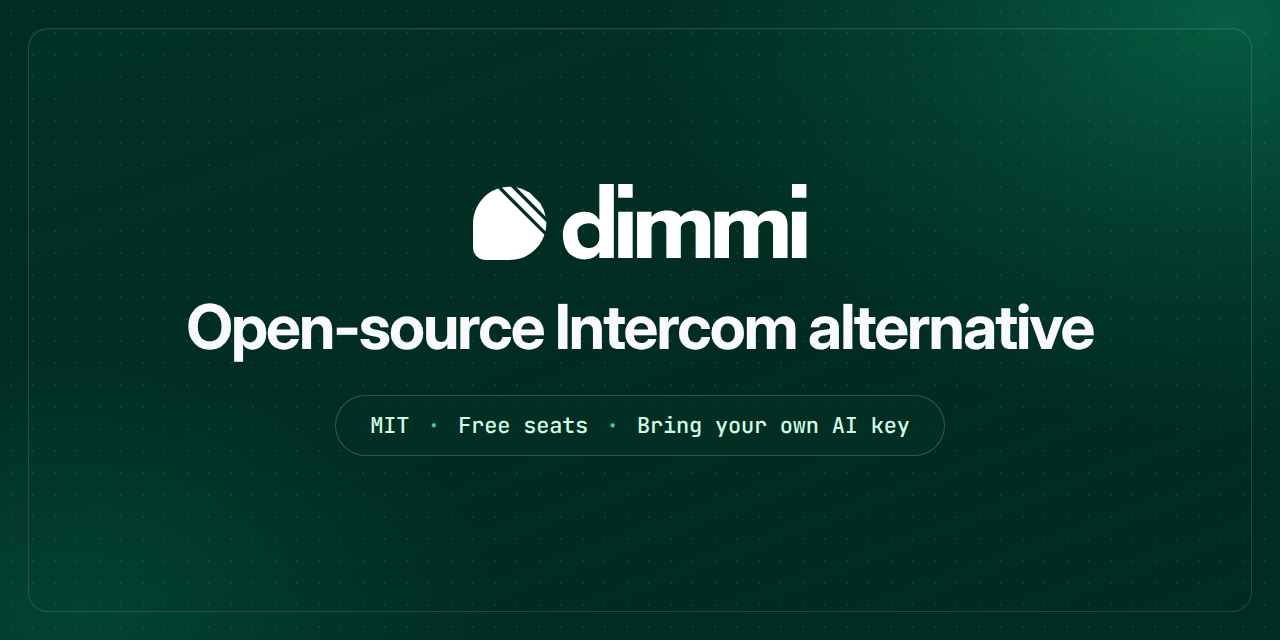 dimmi
Open-source Intercom alternative
MIT • Free seats • Bring your own AI key